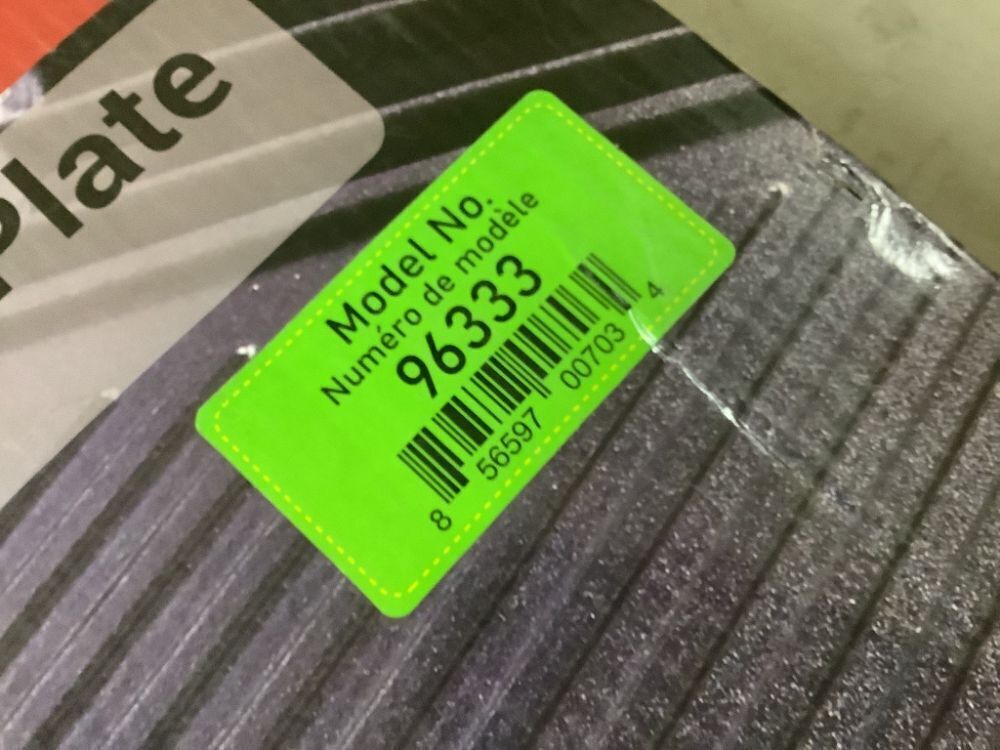 Plate
Model No.
Numéro de modèle
96333
8 56597 00703 4